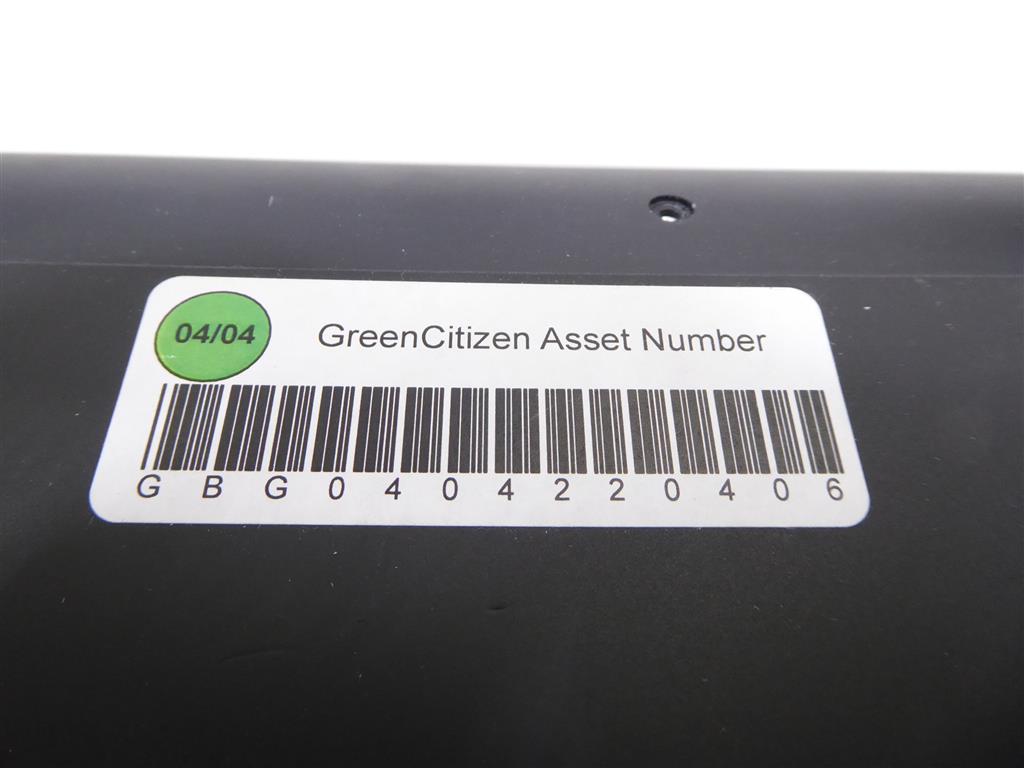 04/04
GreenCitizen Asset Number
G B G 0 4 0 4 2 2 0 4 0 6